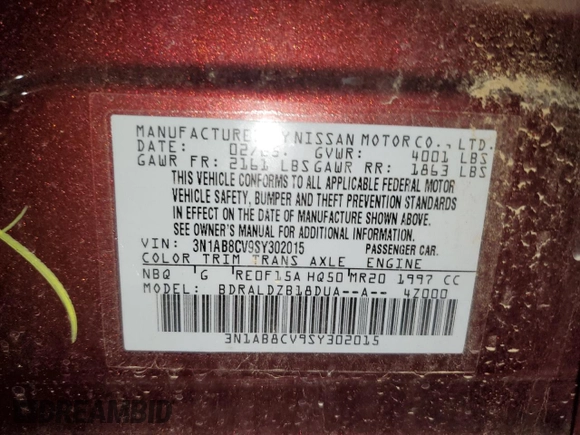 MANUFACTURED BY NISSAN MOTOR CO., LTD.
DATE: 02/25 GVWR: 4001 LBS
GAWR FR: 2161 LBS GAWR RR: 1863 LBS
THIS VEHICLE CONFORMS TO ALL APPLICABLE FEDERAL MOTOR
VEHICLE SAFETY, BUMPER AND THEFT PREVENTION STANDARDS
IN EFFECT ON THE DATE OF MANUFACTURE SHOWN ABOVE.
SEE OWNER'S MANUAL FOR ADDITIONAL INFORMATION.
VIN: 3N1AB8CV9SY302015 PASSENGER CAR.
COLOR TRIM TRANS AXLE ENGINE
NBQ G RE0F15A HQ50 MR20 1997 CC
MODEL: BDRALDZB18DUA--A-- 4Z000
3N1AB8CV9SY302015
DREAMBID